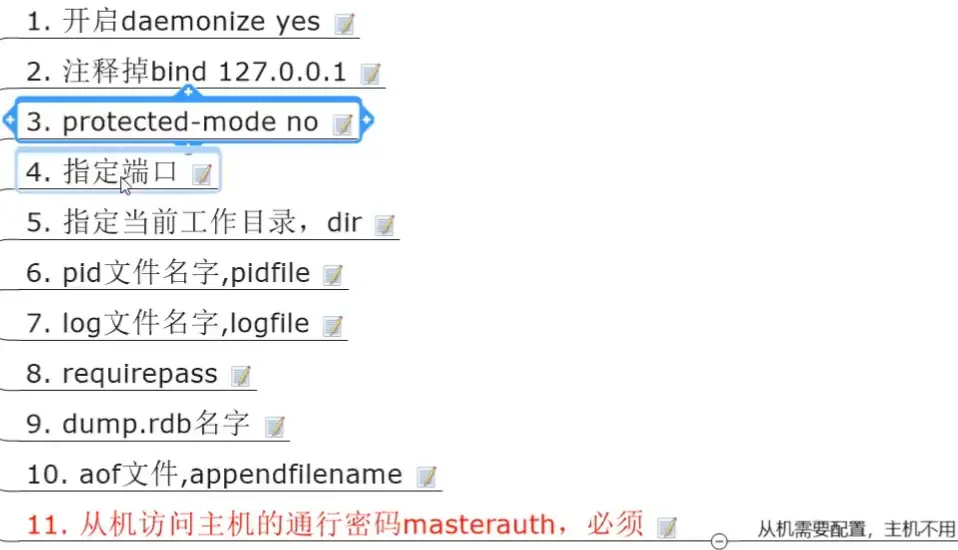 1. 开启daemonize yes
2. 注释掉bind 127.0.0.1
3. protected-mode no
4. 指定端口
5. 指定当前工作目录，dir
6. pid文件名字,pidfile
7. log文件名字,logfile
8. requirepass
9. dump.rdb名字
10. aof文件,appendfilename
11. 从机访问主机的通行密码masterauth，必须
从机需要配置，主机不用